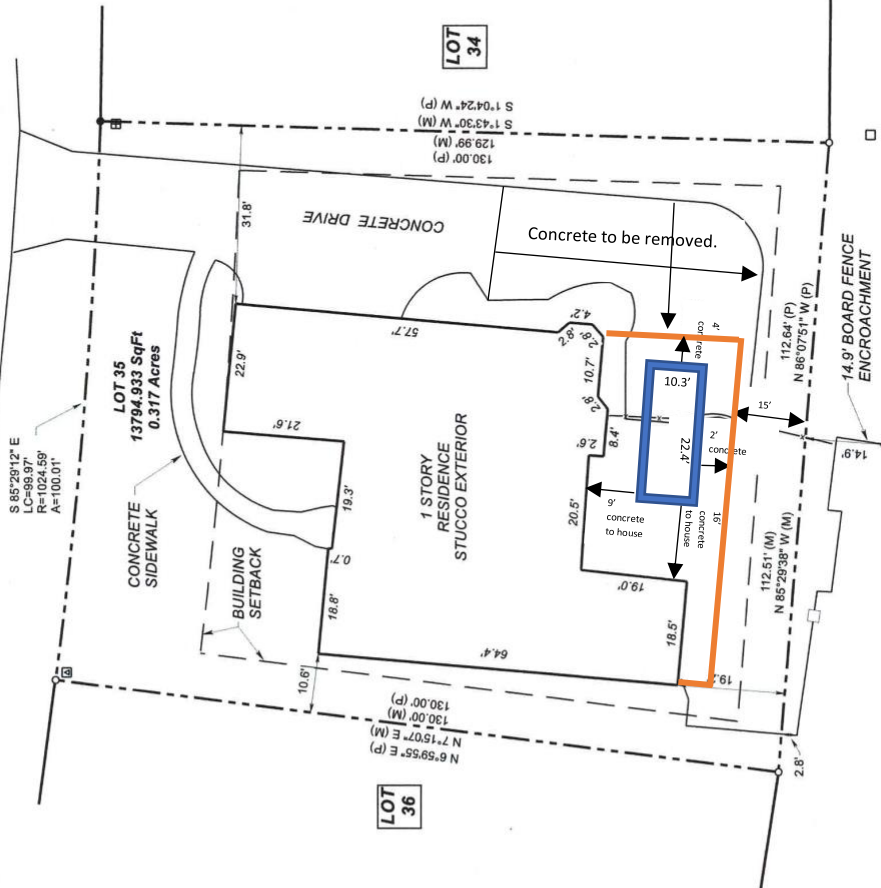 LOT
34
S 1°04'24" W (P)
S 1°43'30" W (M)
129.99' (M)
130.00' (P)
31.8'
CONCRETE DRIVE
Concrete to be removed.
14.9' BOARD FENCE
ENCROACHMENT
112.64' (P)
N 86°07'51" W (P)
4.2'
2.8'
2.8'
57.7'
4'
concrete
10.7'
10.3'
22.9'
LOT 35
13794.933 SqFt
0.317 Acres
2.8'
15'
21.6'
8.4'
2'
concrete
22.4'
2.6'
14.9'
S 85°29'12" E
LC=99.97'
R=1024.59'
A=100.01'
1 STORY
RESIDENCE
STUCCO EXTERIOR
19.3'
20.5'
9'
concrete
to house
concrete
to house
16'
CONCRETE
SIDEWALK
0.7'
19.0'
112.51' (M)
N 85°29'38" W (M)
BUILDING
SETBACK
18.8'
18.5'
64.4'
10.6'
130.00' (P)
130.00' (M)
N 7°15'07" E (M)
N 6°59'55" E (P)
2.8'
LOT
36